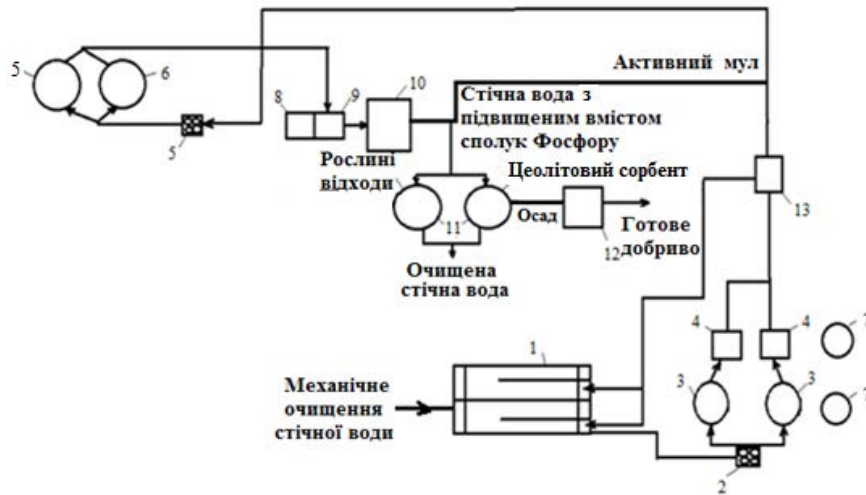 Активний мул
5
6
10
8
9
Стічна вода з
підвищеним вмістом
сполук Фосфору
5
Рослині
відходи
Цеолітовий сорбент
13
11
Осад
12
Готове
добриво
Очищена
стічна вода
4
4
7
1
Механічне
очищення
стічної води
3
3
7
2